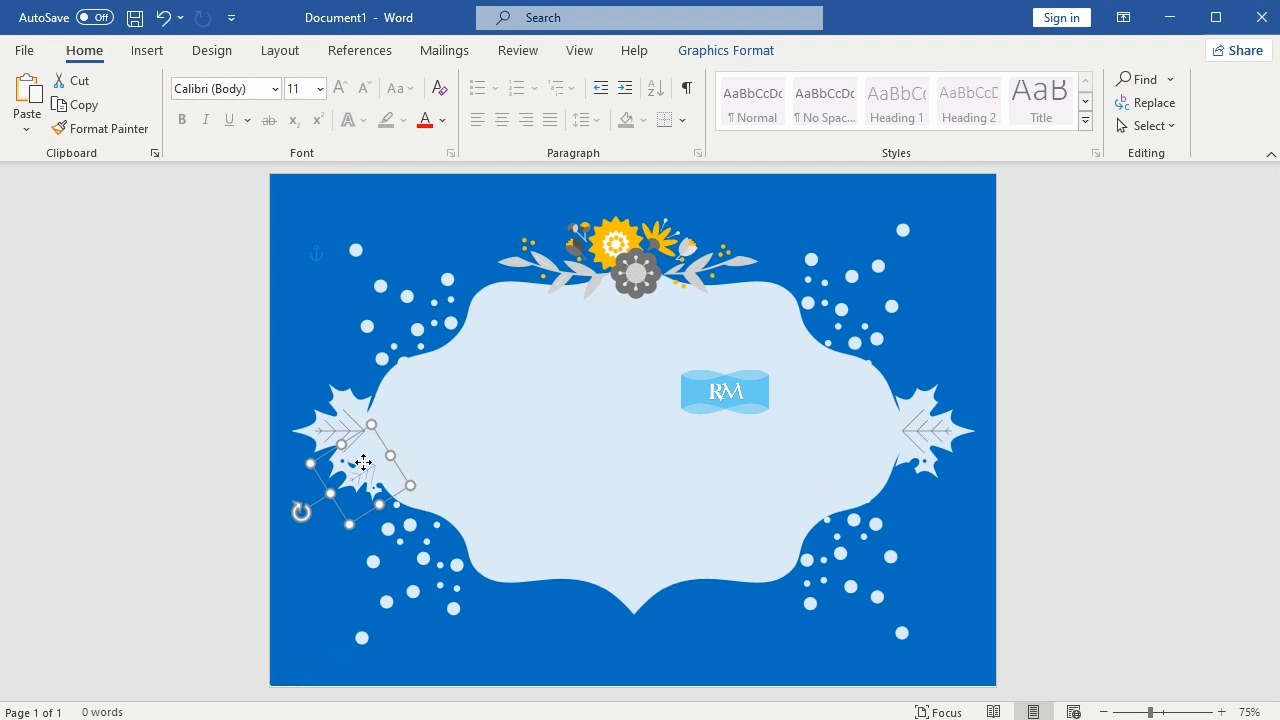 AutoSave Off Document1 - Word Search Sign in
File Home Insert Design Layout References Mailings Review View Help Graphics Format Share
Paste Cut Copy Format Painter
Calibri (Body) 11
AaBbCcDc AaBbCcDc AaBbCc AaBbCcD AaB
¶ Normal ¶ No Spac... Heading 1 Heading 2 Title
Find
Replace
Select
Clipboard Font Paragraph Styles Editing
RM
Page 1 of 1 0 words Focus 75%